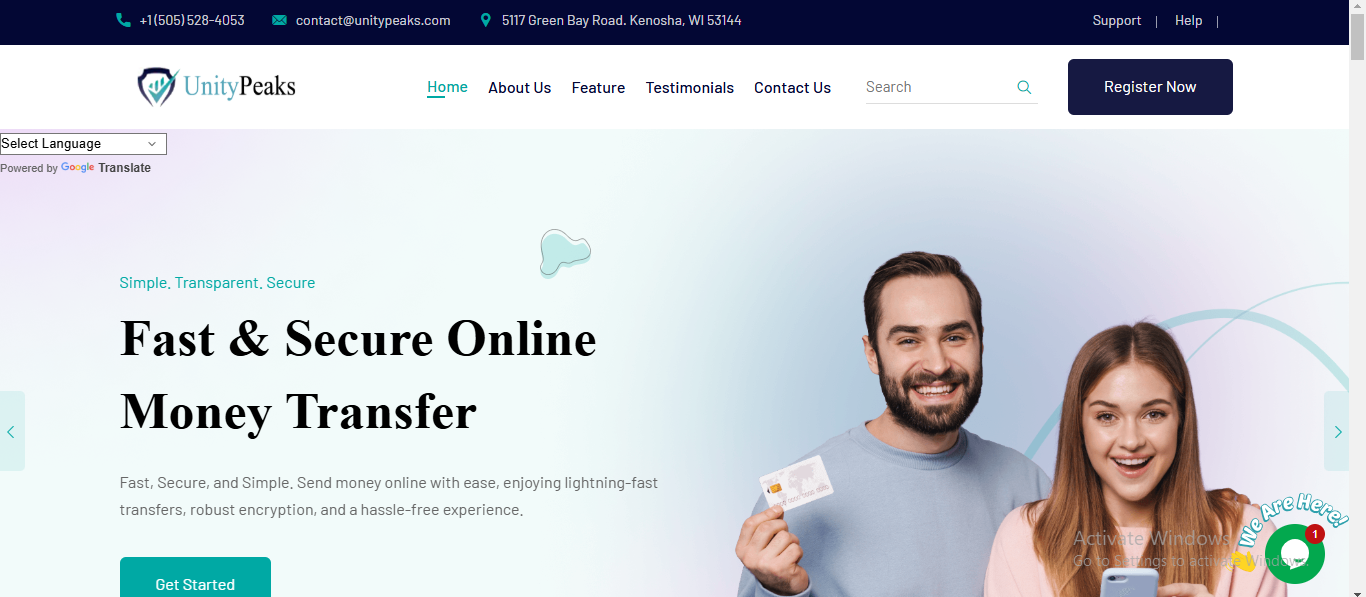 +1 (505) 528-4053 contact@unitypeaks.com 5117 Green Bay Road. Kenosha, WI 53144 Support | Help |
UnityPeaks Home About Us Feature Testimonials Contact Us Search Register Now
Select Language
Powered by Google Translate
Simple. Transparent. Secure
Fast & Secure Online
Money Transfer
Fast, Secure, and Simple. Send money online with ease, enjoying lightning-fast
transfers, robust encryption, and a hassle-free experience.
Get Started
We Are Here!
1
Activate Windows
Go to Settings to activate Windows.